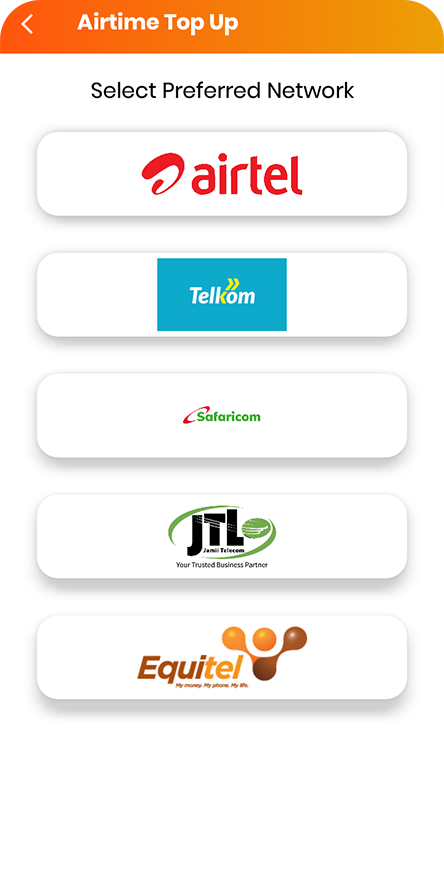 Airtime Top Up
Select Preferred Network
airtel
Telkom
Safaricom
JTL
Jamii Telecom
Your Trusted Business Partner
Equitel
My money. My phone. My life.